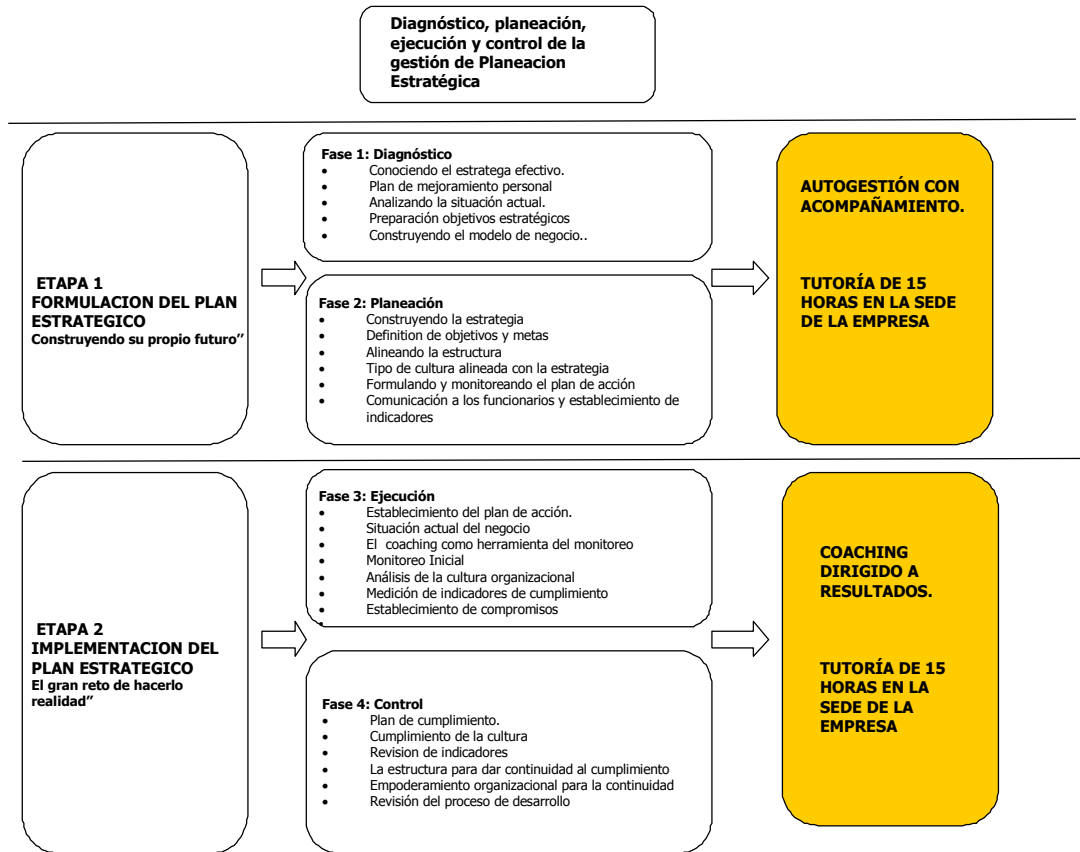 Diagnóstico, planeación,
ejecución y control de la
gestión de Planeacion
Estratégica
ETAPA 1
FORMULACION DEL PLAN
ESTRATEGICO
Construyendo su propio futuro”
Fase 1: Diagnóstico
• Conociendo el estratega efectivo.
• Plan de mejoramiento personal
• Analizando la situación actual.
• Preparación objetivos estratégicos
• Construyendo el modelo de negocio..
Fase 2: Planeación
• Construyendo la estrategia
• Definition de objetivos y metas
• Alineando la estructura
• Tipo de cultura alineada con la estrategia
• Formulando y monitoreando el plan de acción
• Comunicación a los funcionarios y establecimiento de
indicadores
AUTOGESTIÓN CON
ACOMPAÑAMIENTO.
TUTORÍA DE 15
HORAS EN LA SEDE
DE LA EMPRESA
ETAPA 2
IMPLEMENTACION DEL
PLAN ESTRATEGICO
El gran reto de hacerlo
realidad”
Fase 3: Ejecución
• Establecimiento del plan de acción.
• Situación actual del negocio
• El coaching como herramienta del monitoreo
• Monitoreo Inicial
• Análisis de la cultura organizacional
• Medición de indicadores de cumplimiento
• Establecimiento de compromisos
•
Fase 4: Control
• Plan de cumplimiento.
• Cumplimiento de la cultura
• Revision de indicadores
• La estructura para dar continuidad al cumplimiento
• Empoderamiento organizacional para la continuidad
• Revisión del proceso de desarrollo
COACHING
DIRIGIDO A
RESULTADOS.
TUTORÍA DE 15
HORAS EN LA
SEDE DE LA
EMPRESA